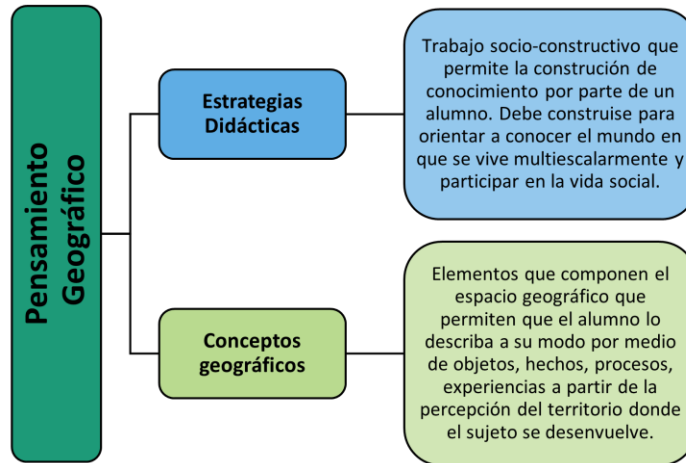 Pensamiento
Geográfico
Estrategias
Didácticas
Trabajo socio-constructivo que
permite la construción de
conocimiento por parte de un
alumno. Debe construise para
orientar a conocer el mundo en
que se vive multiescalarmente y
participar en la vida social.
Conceptos
geográficos
Elementos que componen el
espacio geográfico que
permiten que el alumno lo
describa a su modo por medio
de objetos, hechos, procesos,
experiencias a partir de la
percepción del territorio donde
el sujeto se desenvuelve.